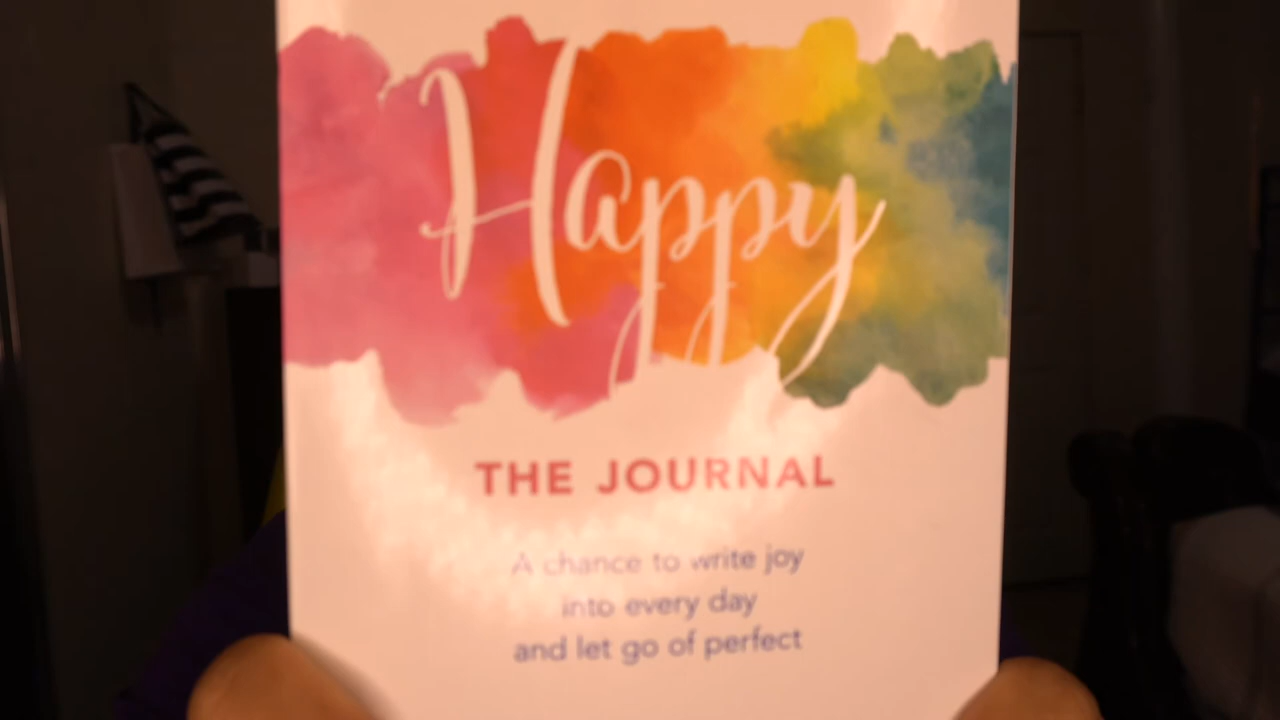 Happy
THE JOURNAL
A chance to write joy
into every day
and let go of perfect